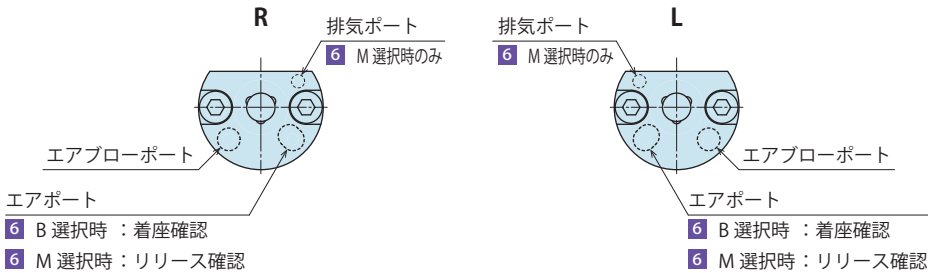 R
排気ポート
6 M 選択時のみ
エアブローポート
エアポート
6 B 選択時 ：着座確認
6 M 選択時：リリース確認
L
排気ポート
6 M 選択時のみ
エアブローポート
エアポート
6 B 選択時 ：着座確認
6 M 選択時：リリース確認